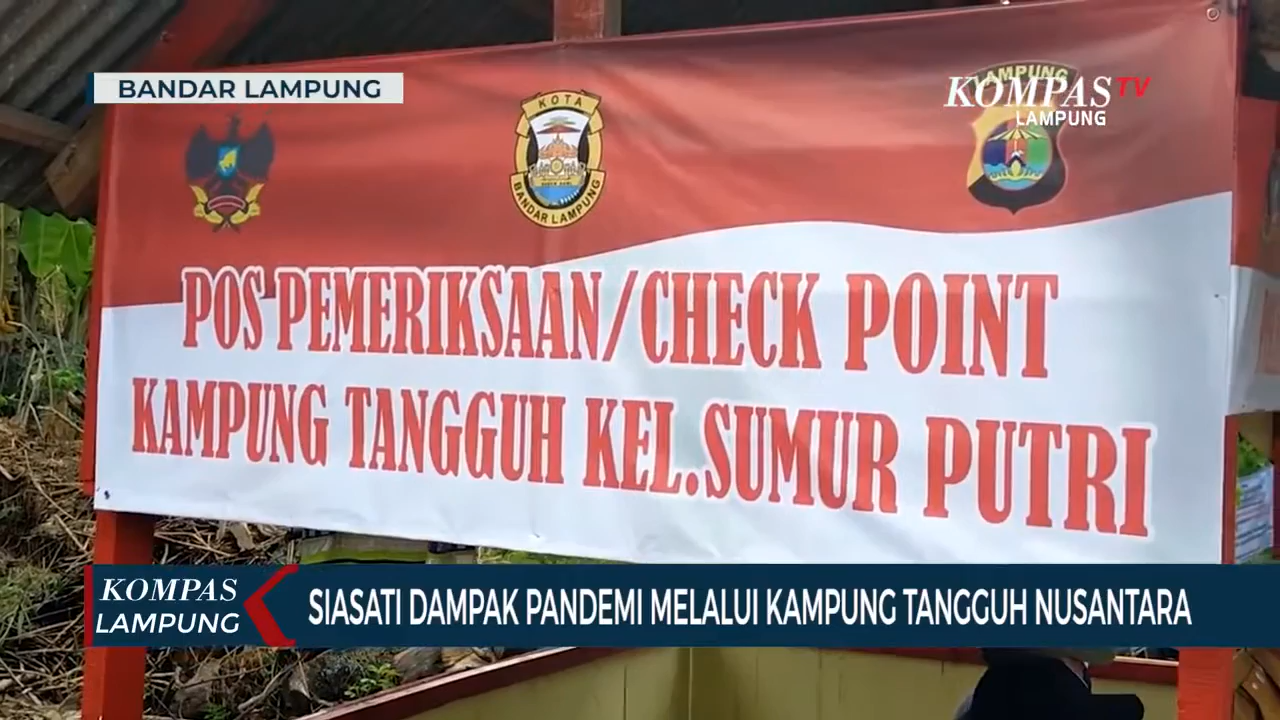 BANDAR LAMPUNG
KOMPAS TV
LAMPUNG
LAMPUNG
KOTA
BANDAR LAMPUNG
POS PEMERIKSAAN/CHECK POINT
KAMPUNG TANGGUH KEL.SUMUR PUTRI
KOMPAS
LAMPUNG
SIASATI DAMPAK PANDEMI MELALUI KAMPUNG TANGGUH NUSANTARA